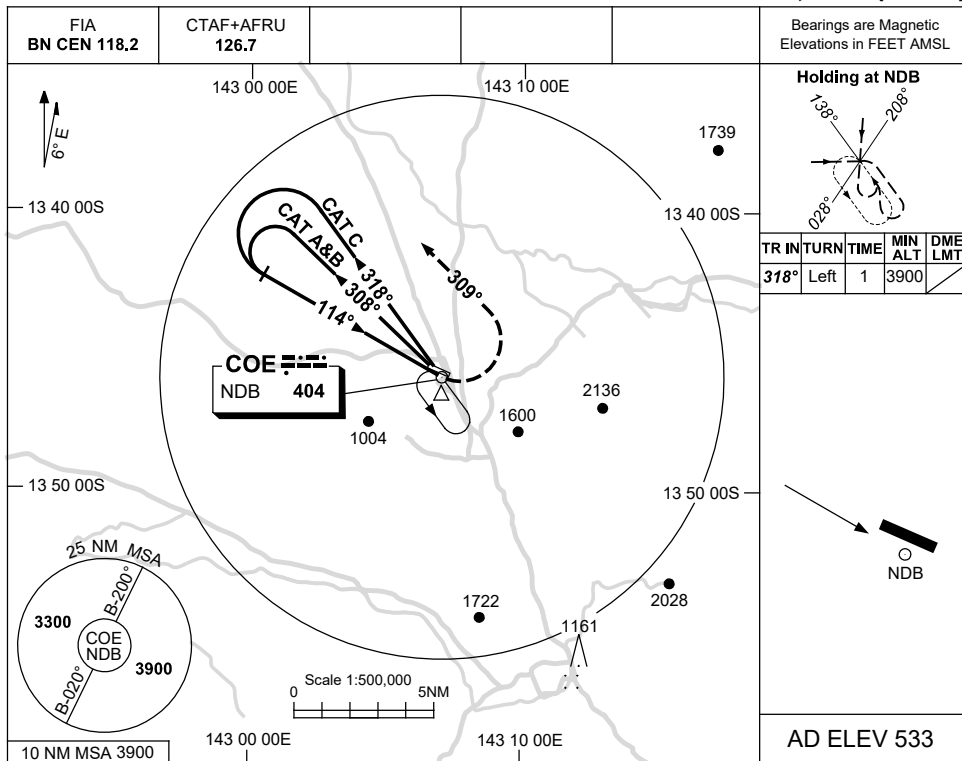 FIA
BN CEN 118.2
CTAF+AFRU
126.7
Bearings are Magnetic
Elevations in FEET AMSL
143 00 00E
143 10 00E
6° E
Holding at NDB
138°
208°
028°
1739
13 40 00S
13 40 00S
TR IN TURN TIME MIN ALT DME LMT
318° Left 1 3900
CAT C
CAT A&B
318°
308°
114°
309°
COE
NDB 404
2136
1600
1004
13 50 00S
13 50 00S
NDB
25 NM MSA
B-200°
3300
COE
NDB
3900
B-020°
10 NM MSA 3900
1722
2028
1161
Scale 1:500,000
0 5NM
143 00 00E
143 10 00E
AD ELEV 533